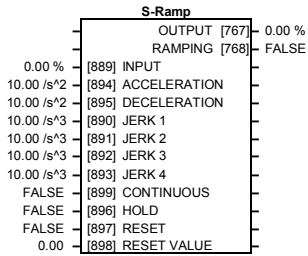 S-Ramp
OUTPUT [767] 0.00 %
RAMPING [768] FALSE
0.00 % [889] INPUT
10.00 /s^2 [894] ACCELERATION
10.00 /s^2 [895] DECELERATION
10.00 /s^3 [890] JERK 1
10.00 /s^3 [891] JERK 2
10.00 /s^3 [892] JERK 3
10.00 /s^3 [893] JERK 4
FALSE [899] CONTINUOUS
FALSE [896] HOLD
FALSE [897] RESET
0.00 [898] RESET VALUE